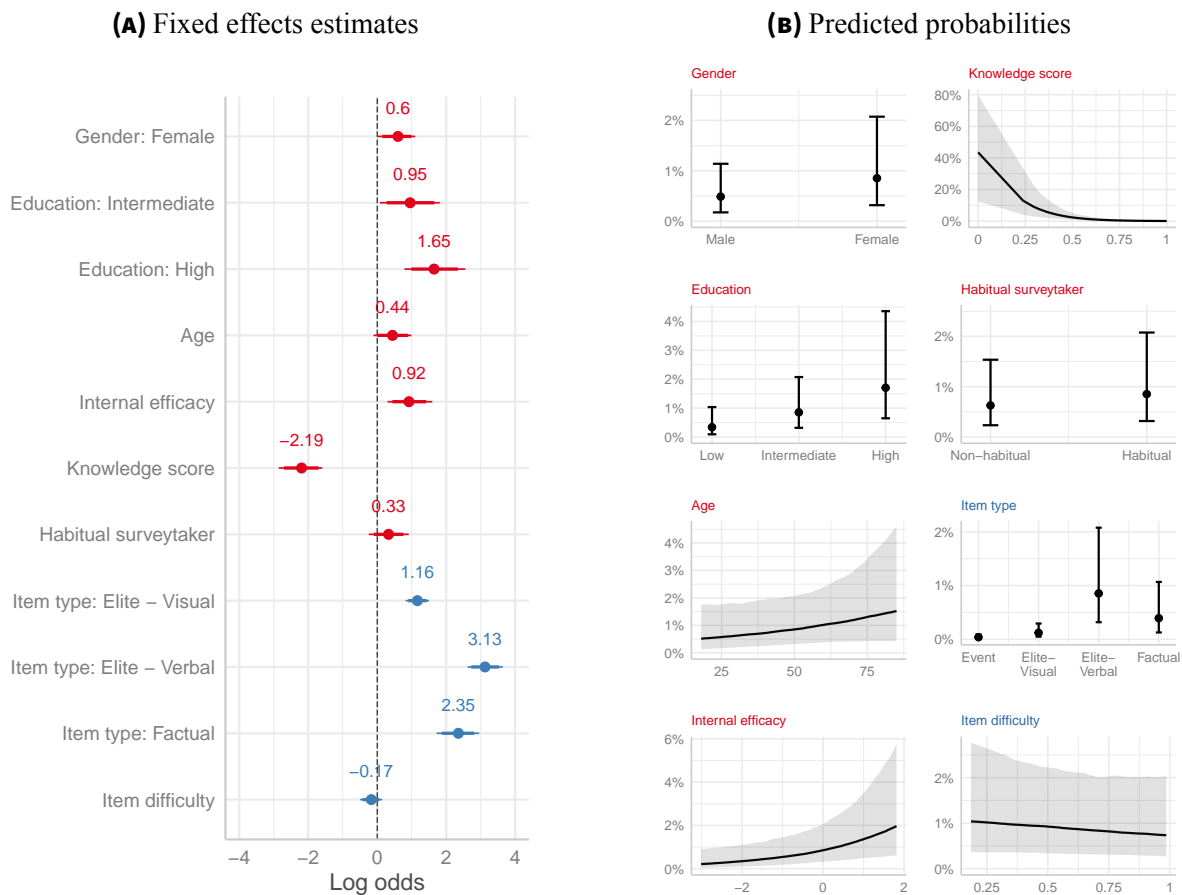 (A) Fixed effects estimates
Gender: Female
0.6
Education: Intermediate
0.95
Education: High
1.65
Age
0.44
Internal efficacy
0.92
Knowledge score
−2.19
Habitual surveytaker
0.33
Item type: Elite − Visual
1.16
Item type: Elite − Verbal
3.13
Item type: Factual
2.35
Item difficulty
−0.17
−4 −2 0 2 4
Log odds
(B) Predicted probabilities
Gender
2%
1%
0%
Male Female
Knowledge score
80%
60%
40%
20%
0%
0 0.25 0.5 0.75 1
Education
4%
3%
2%
1%
0%
Low Intermediate High
Habitual surveytaker
2%
1%
0%
Non−habitual Habitual
Age
4%
3%
2%
1%
0%
25 50 75
Item type
2%
1%
0%
Event Elite− Elite− Factual
Visual Verbal
Internal efficacy
6%
4%
2%
0%
−2 0 2
Item difficulty
2%
1%
0%
0.25 0.5 0.75 1